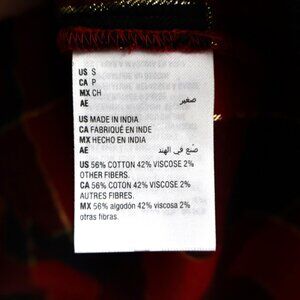 US S
CA P
MX CH
AE صغير
US MADE IN INDIA
CA FABRIQUÉ EN INDE
MX HECHO EN INDIA
AE صنع في الهند
US 56% COTTON 42% VISCOSE 2%
OTHER FIBERS.
CA 56% COTON 42% VISCOSE 2%
AUTRES FIBRES.
MX 56% algodón 42% viscosa 2%
otras fibras.